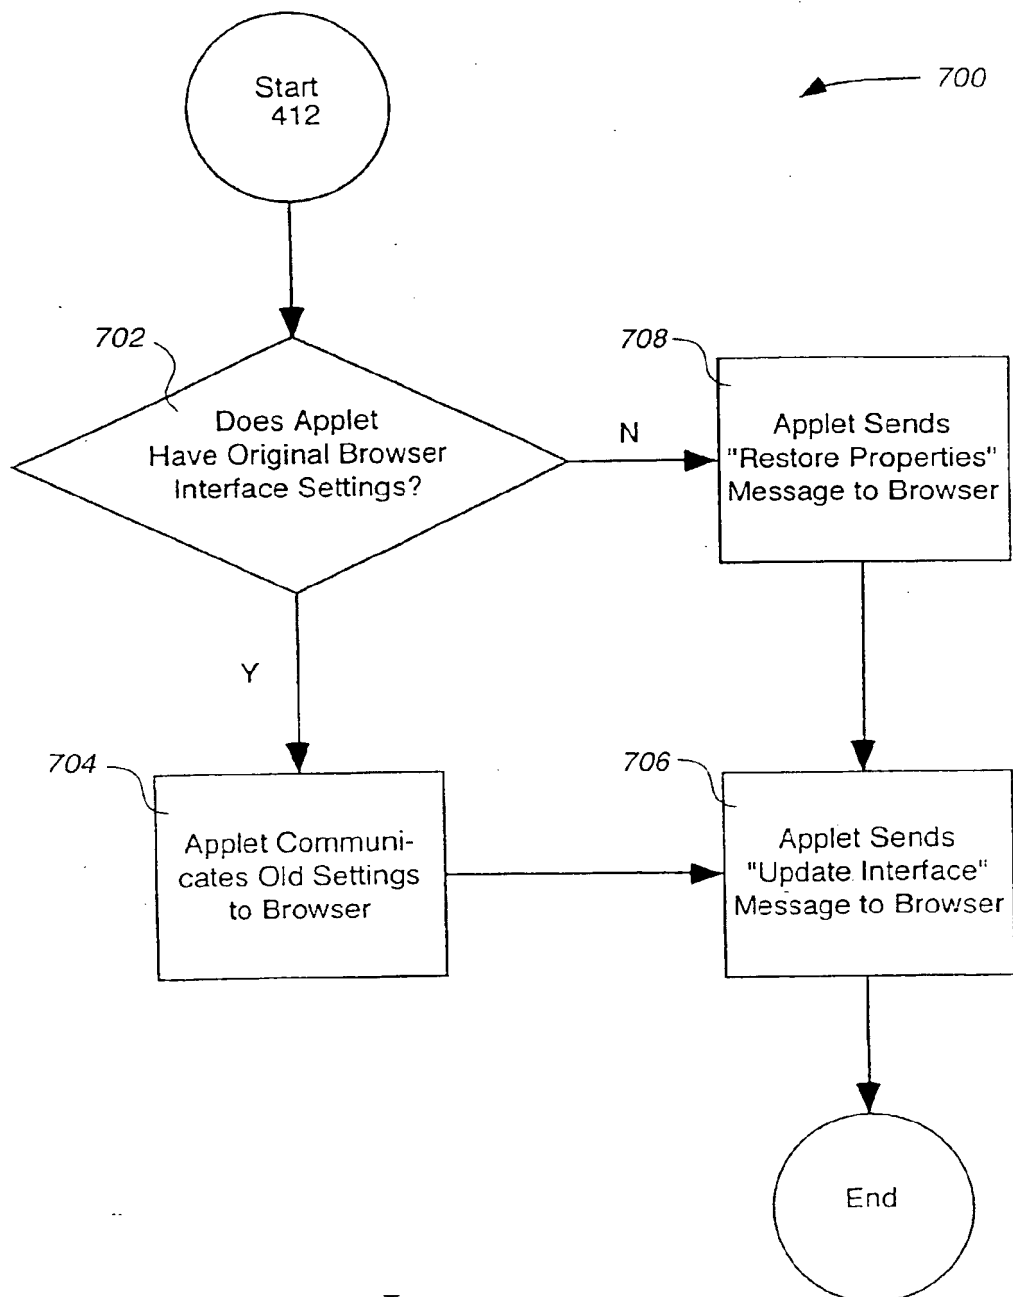 Start
412
700
702
Does Applet
Have Original Browser
Interface Settings?
N
708
Applet Sends
"Restore Properties"
Message to Browser
Y
704
Applet Communi-
cates Old Settings
to Browser
706
Applet Sends
"Update Interface"
Message to Browser
End